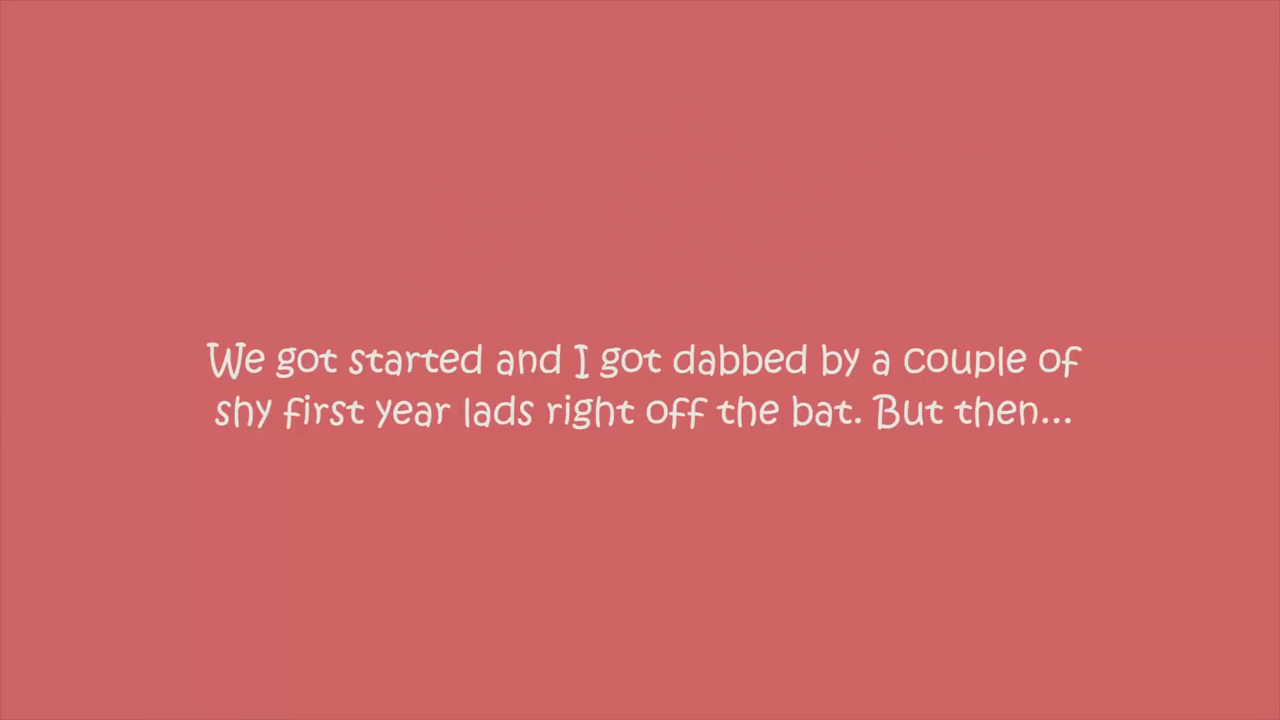 We got started and I got dabbed by a couple of
shy first year lads right off the bat. But then...